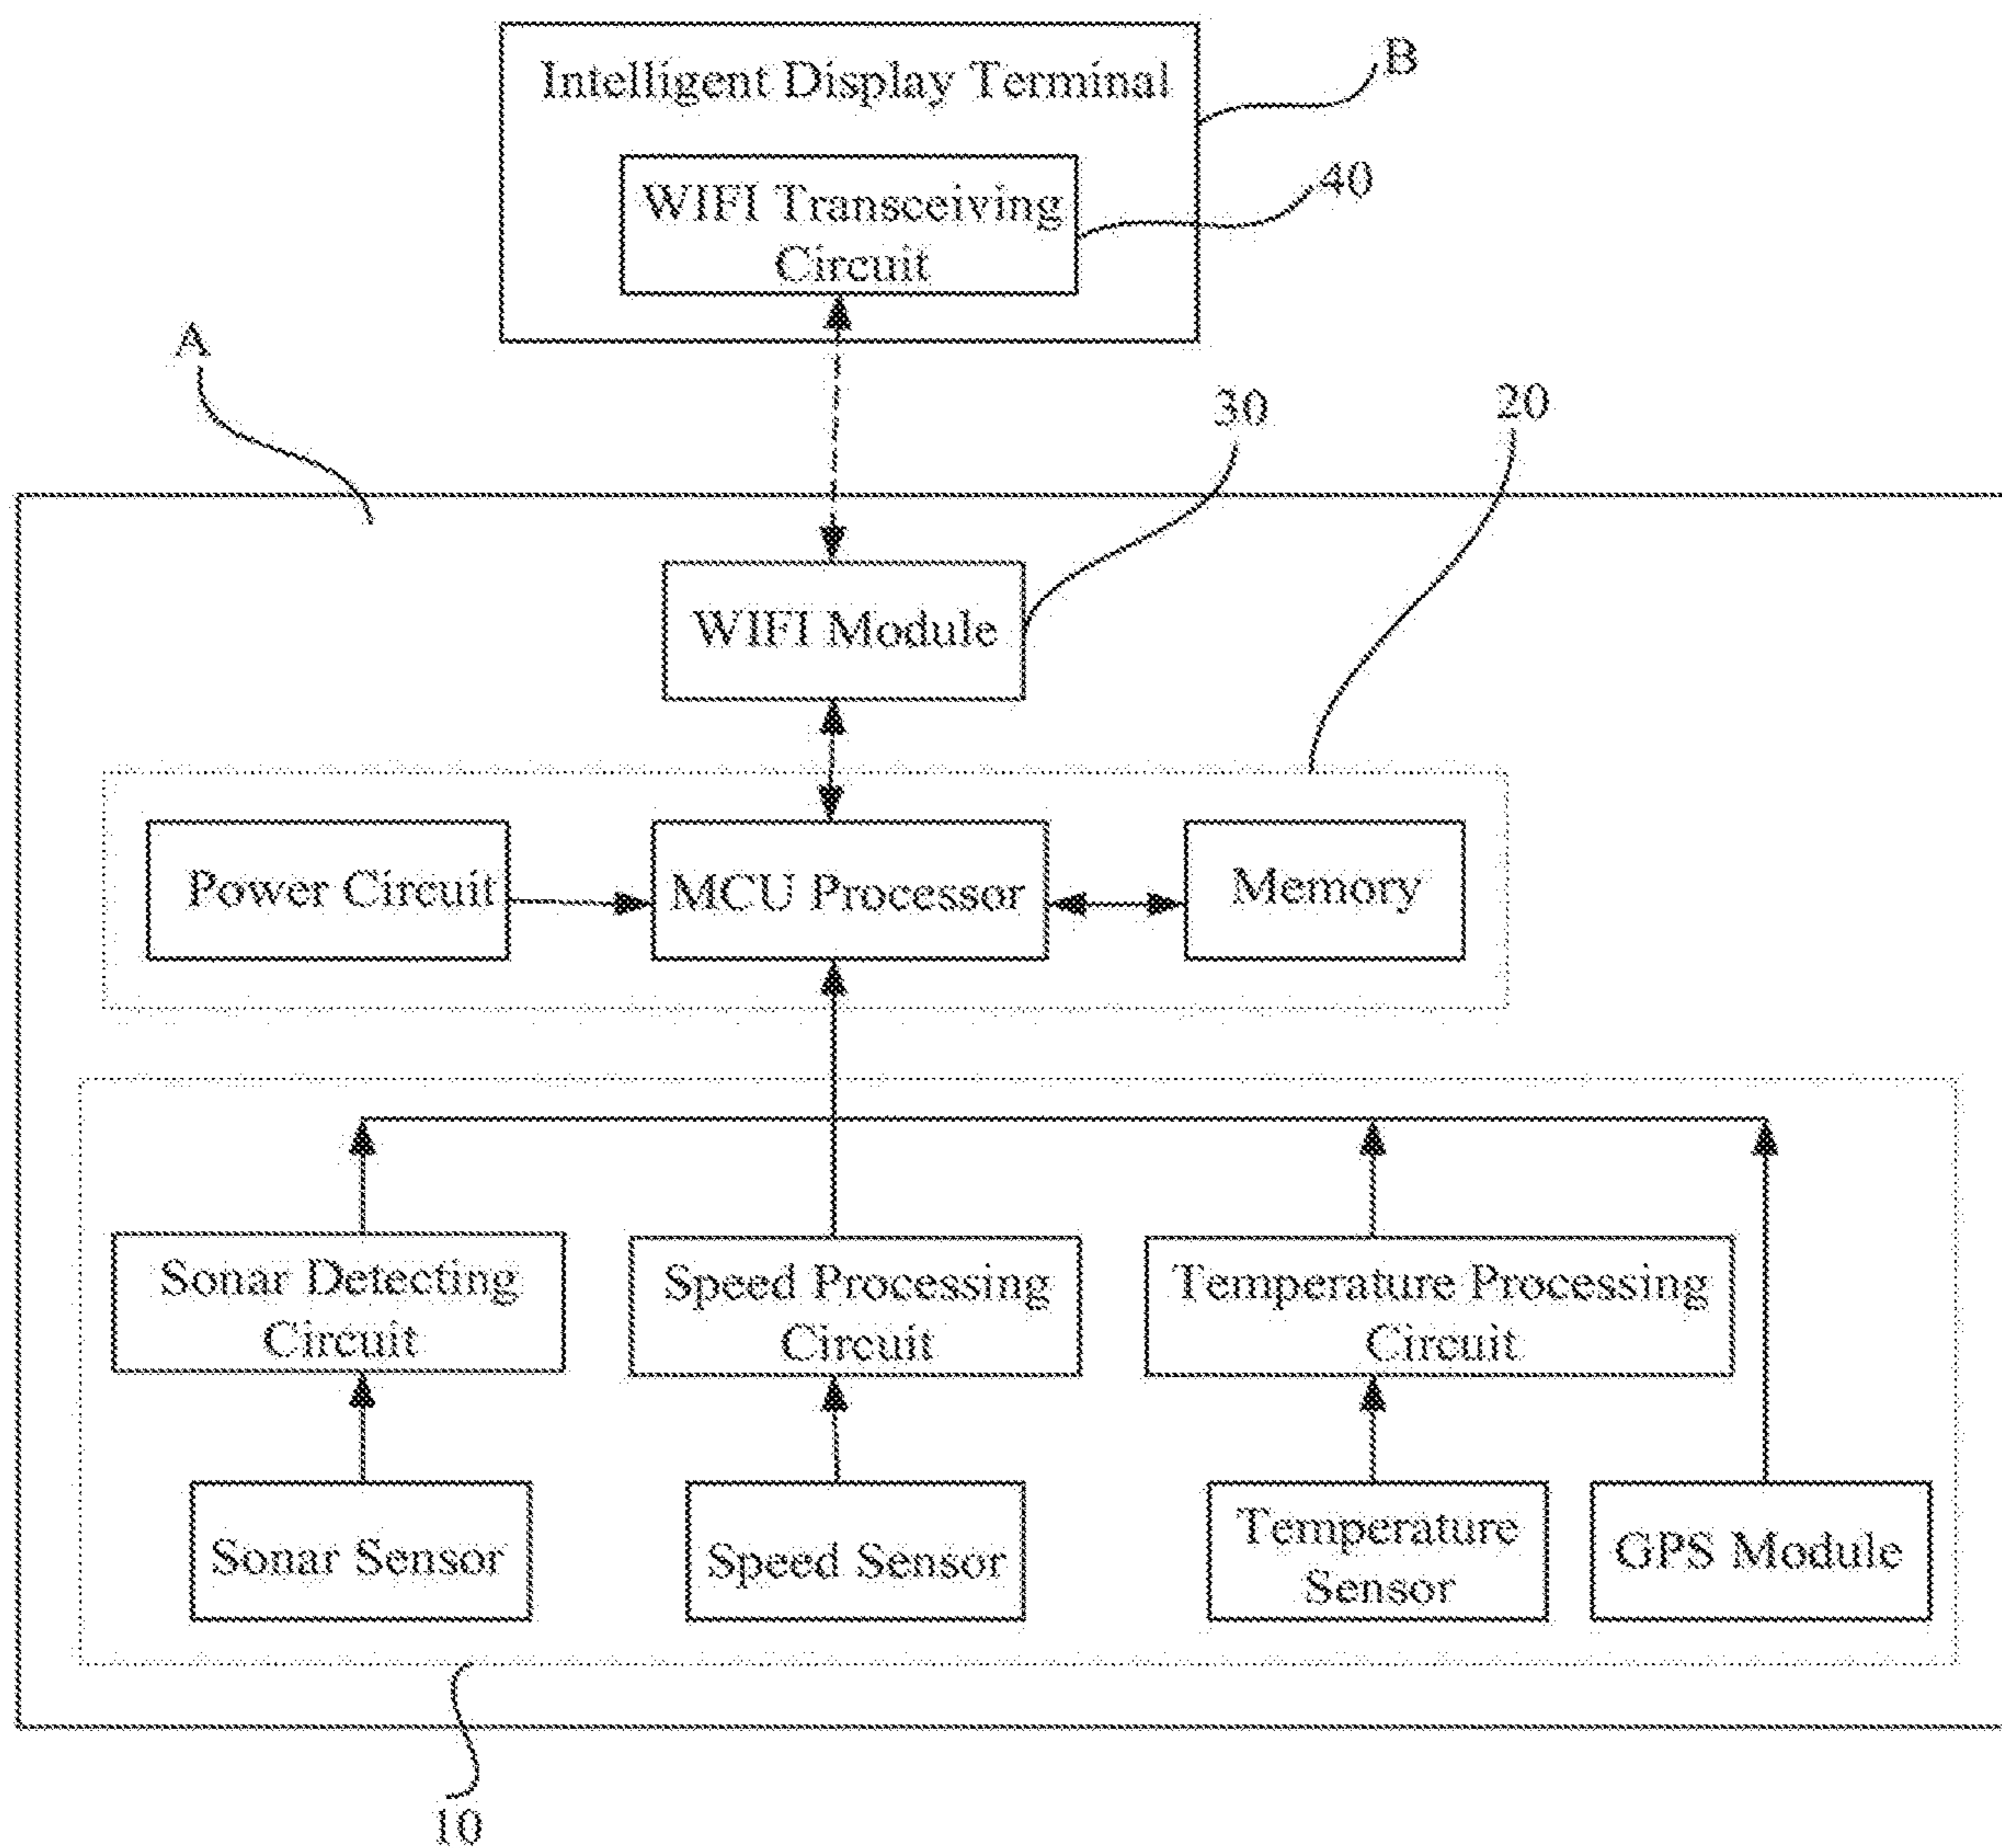 Intelligent Display Terminal
B
WIFI Transceiving
Circuit
40
A
30
20
WIFI Module
Power Circuit
MCU Processor
Memory
Sonar Detecting
Circuit
Speed Processing
Circuit
Temperature Processing
Circuit
Sonar Sensor
Speed Sensor
Temperature
Sensor
GPS Module
10